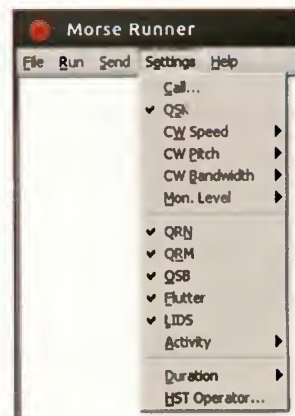 Morse Runner
File Run Send Settings Help
Call...
QSK
CW Speed
CW Pitch
CW Bandwidth
Mon. Level
QRN
QRM
QSB
Flutter
LIDS
Activity
Duration
HST Operator...